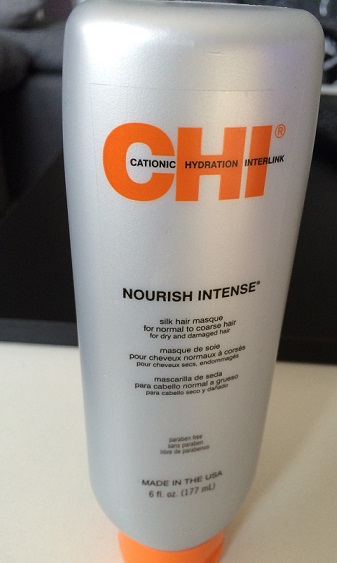 CHI®
CATIONIC HYDRATION INTERLINK
NOURISH INTENSE*
silk hair masque
for normal to coarse hair
for dry and damaged hair
masque de soie
pour cheveux normaux à corsés
pour cheveux secs, endommagés
mascarilla de seda
para cabello normal a grueso
para cabello seco y dañado
paraben free
sans paraben
libre de parabenos
MADE IN THE USA
6 fl. oz. (177 mL)